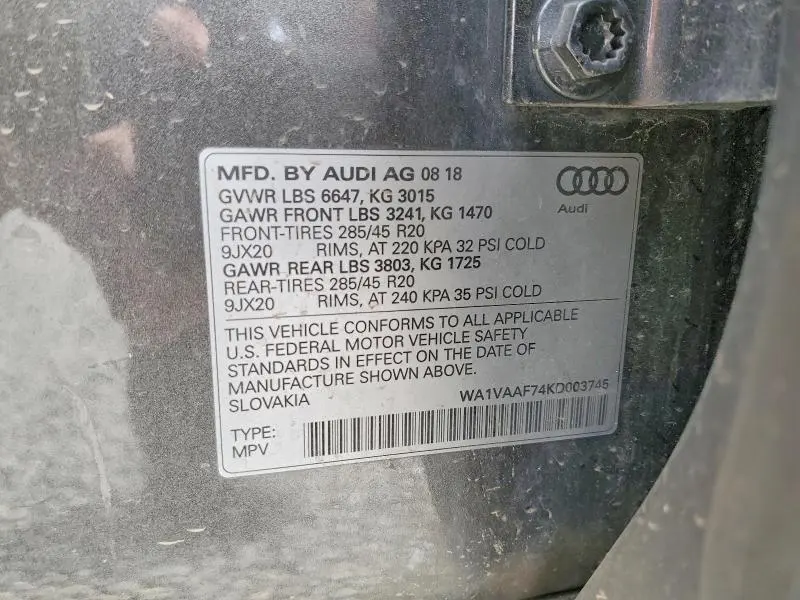 MFD. BY AUDI AG 08 18
GVWR LBS 6647, KG 3015
GAWR FRONT LBS 3241, KG 1470
FRONT-TIRES 285/45 R20
9JX20 RIMS, AT 220 KPA 32 PSI COLD
GAWR REAR LBS 3803, KG 1725
REAR-TIRES 285/45 R20
9JX20 RIMS, AT 240 KPA 35 PSI COLD
Audi
THIS VEHICLE CONFORMS TO ALL APPLICABLE
U.S. FEDERAL MOTOR VEHICLE SAFETY
STANDARDS IN EFFECT ON THE DATE OF
MANUFACTURE SHOWN ABOVE.
SLOVAKIA WA1VAAF74KD003745
TYPE:
MPV